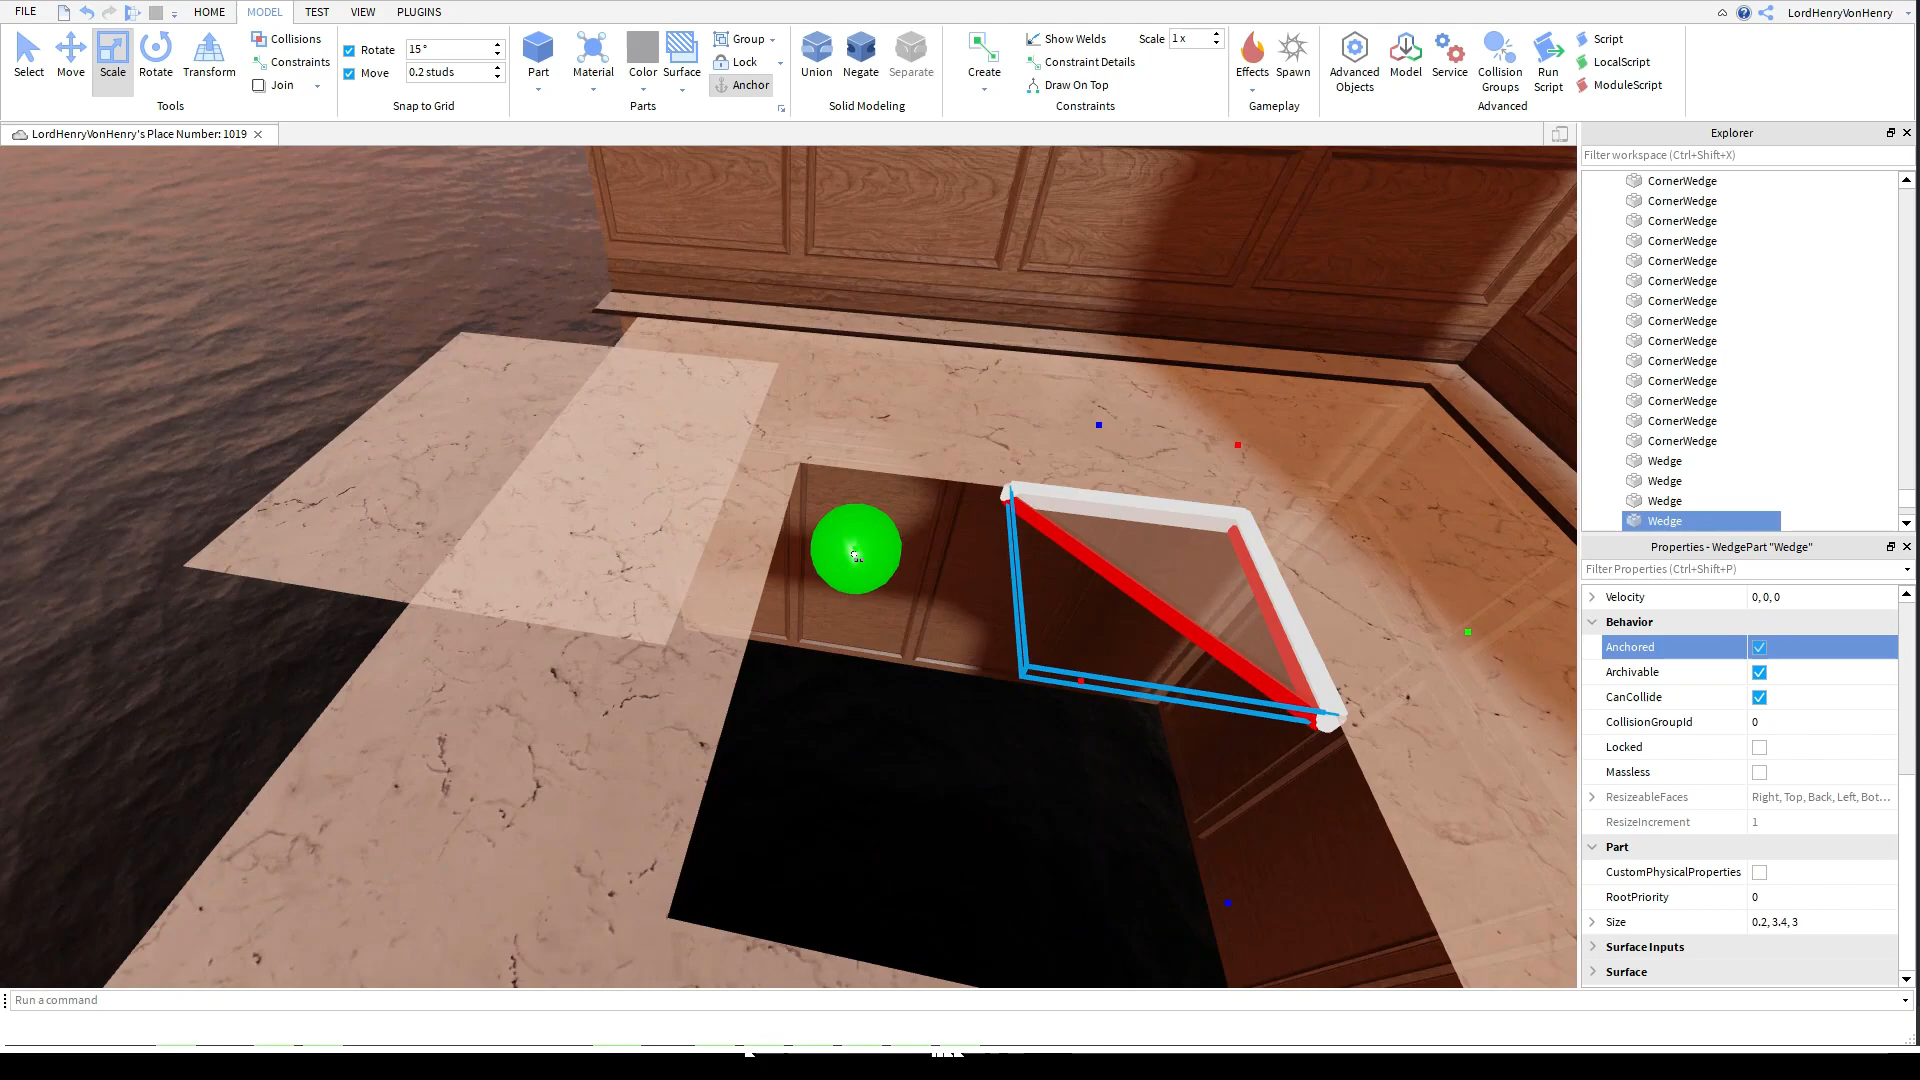 FILE HOME MODEL TEST VIEW PLUGINS LordHenryVonHenry
Select Move Scale Rotate Transform
Collisions
Constraints
Join
Tools
Rotate 15°
Move 0.2 studs
Snap to Grid
Part Material Color Surface
Group
Lock
Anchor
Parts
Union Negate Separate
Solid Modeling
Create
Show Welds Scale 1 x
Constraint Details
Draw On Top
Constraints
Effects Spawn
Gameplay
Advanced Objects Model Service Collision Groups Run Script
Script
LocalScript
ModuleScript
Advanced
LordHenryVonHenry's Place Number: 1019
Explorer
Filter workspace (Ctrl+Shift+X)
CornerWedge
CornerWedge
CornerWedge
CornerWedge
CornerWedge
CornerWedge
CornerWedge
CornerWedge
CornerWedge
CornerWedge
CornerWedge
CornerWedge
CornerWedge
CornerWedge
Wedge
Wedge
Wedge
Wedge
Properties - WedgePart "Wedge"
Filter Properties (Ctrl+Shift+P)
Velocity 0, 0, 0
Behavior
Anchored
Archivable
CanCollide
CollisionGroupId 0
Locked
Massless
ResizeableFaces Right, Top, Back, Left, Bot...
ResizeIncrement 1
Part
CustomPhysicalProperties
RootPriority 0
Size 0.2, 3.4, 3
Surface Inputs
Surface
Run a command